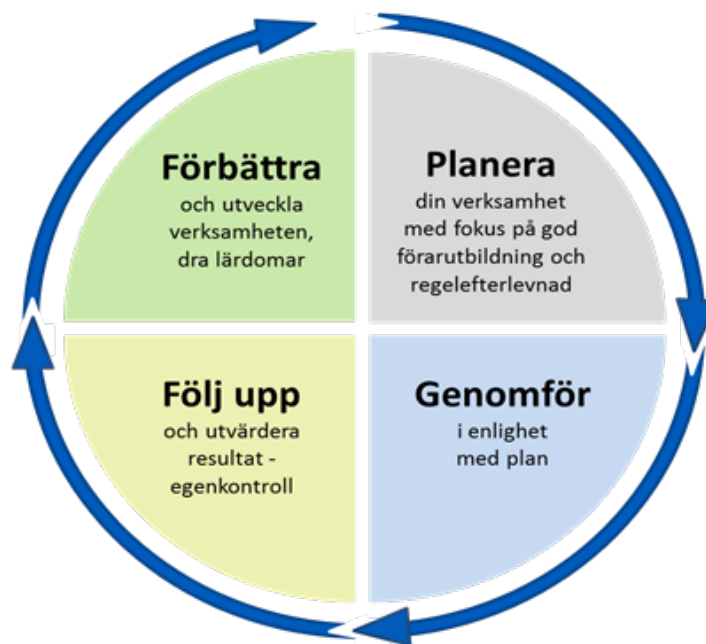 Förbättra
och utveckla
verksamheten,
dra lärdomar
Planera
din verksamhet
med fokus på god
förarutbildning och
regelefterlevnad
Följ upp
och utvärdera
resultat -
egenkontroll
Genomför
i enlighet
med plan